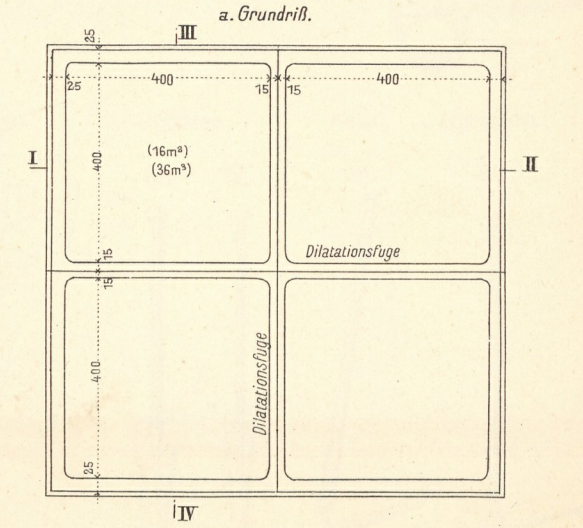 a. Grundriß.
25
III
25
400
15
15
400
I
II
400
(16m²)
(36m³)
15
Dilatationsfuge
15
400
Dilatationsfuge
25
IV